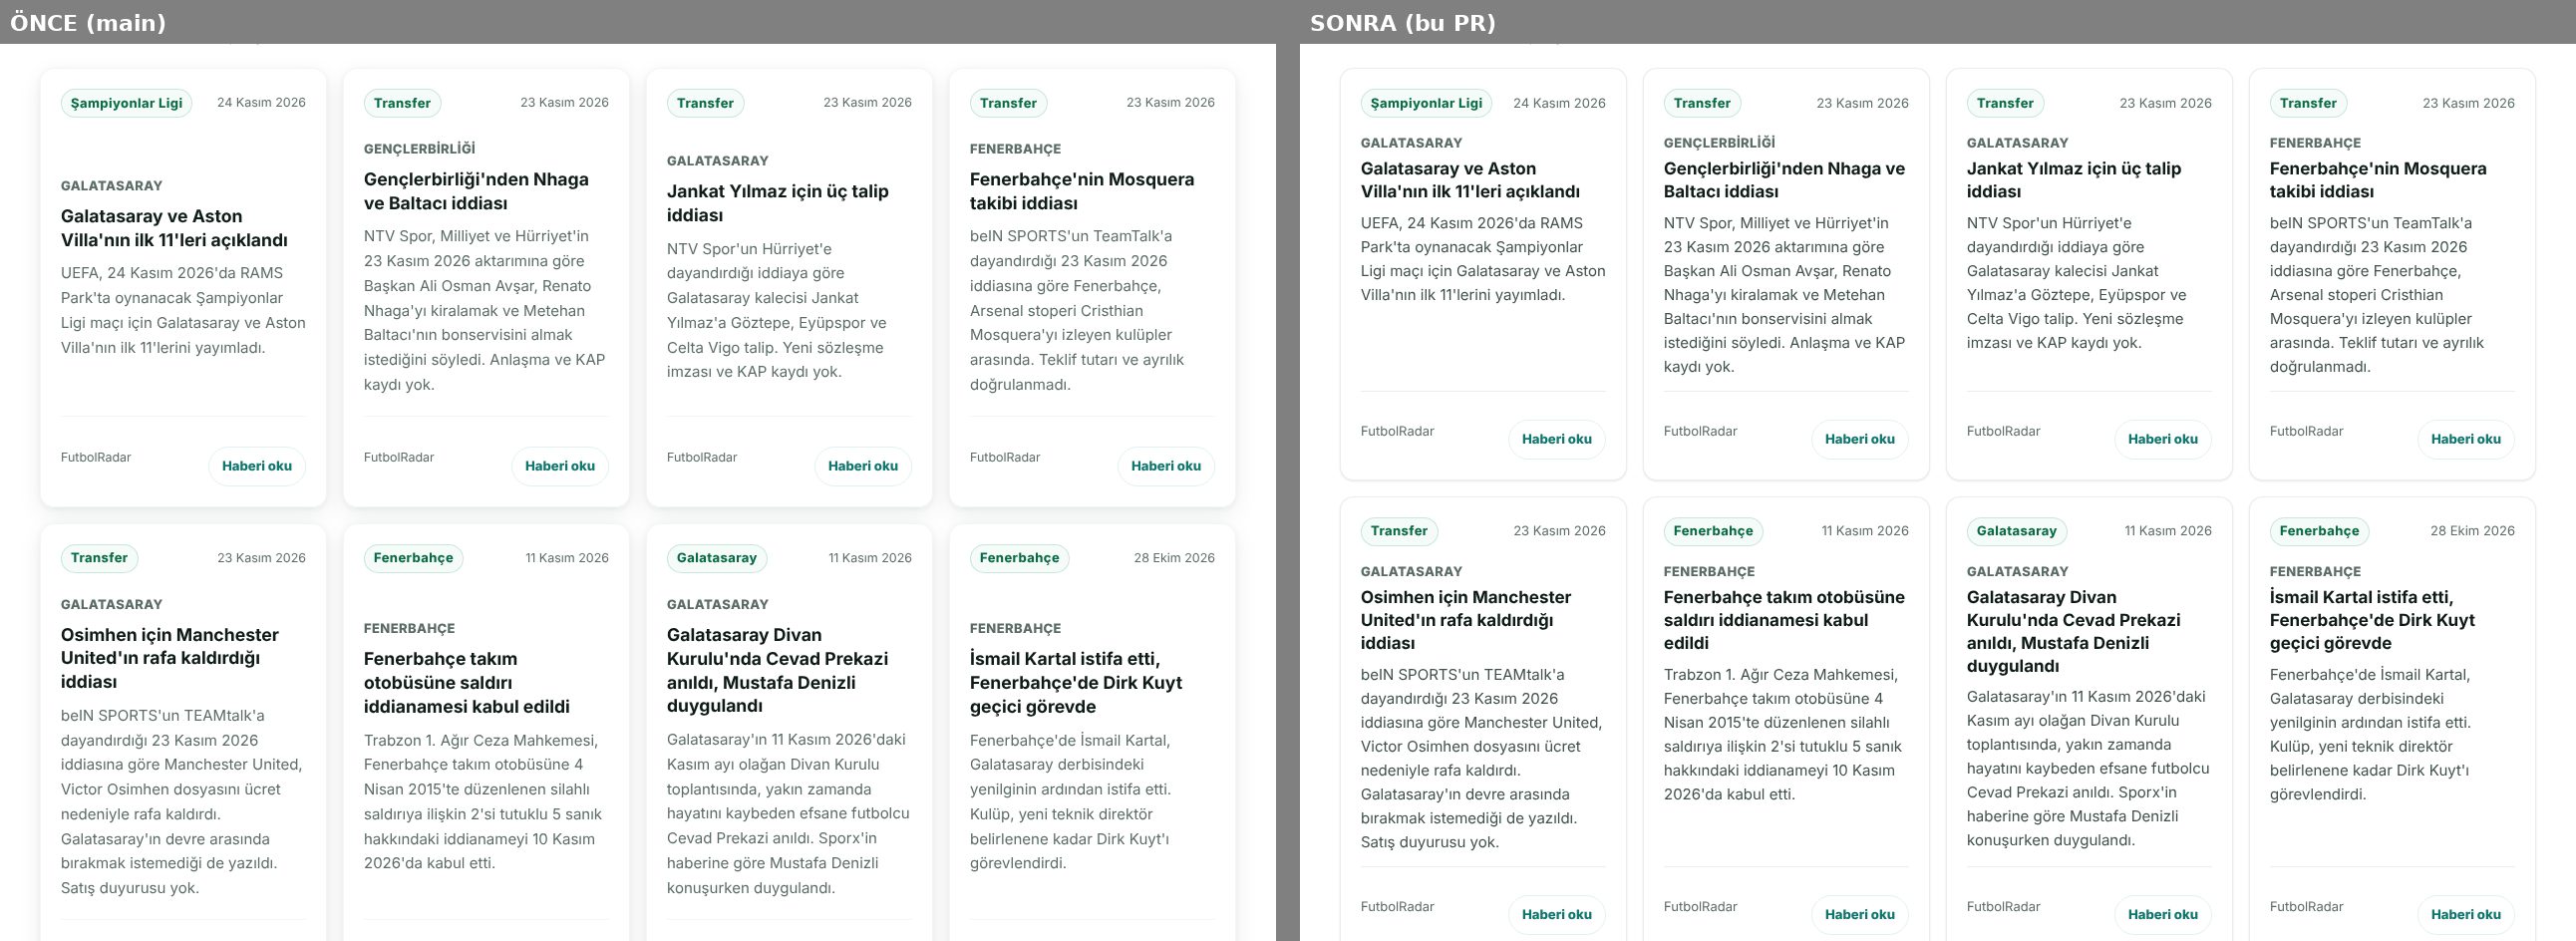 ÖNCE (main)
Şampiyonlar Ligi 24 Kasım 2026
GALATASARAY
Galatasaray ve Aston
Villa'nın ilk 11'leri açıklandı
UEFA, 24 Kasım 2026'da RAMS
Park'ta oynanacak Şampiyonlar
Ligi maçı için Galatasaray ve Aston
Villa'nın ilk 11'lerini yayımladı.
FutbolRadar Haberi oku
Transfer 23 Kasım 2026
GENÇLERBİRLİĞİ
Gençlerbirliği'nden Nhaga
ve Baltacı iddiası
NTV Spor, Milliyet ve Hürriyet'in
23 Kasım 2026 aktarımına göre
Başkan Ali Osman Avşar, Renato
Nhaga'yı kiralamak ve Metehan
Baltacı'nın bonservisini almak
istediğini söyledi. Anlaşma ve KAP
kaydı yok.
FutbolRadar Haberi oku
Transfer 23 Kasım 2026
GALATASARAY
Jankat Yılmaz için üç talip
iddiası
NTV Spor'un Hürriyet'e
dayandırdığı iddiaya göre
Galatasaray kalecisi Jankat
Yılmaz'a Göztepe, Eyüpspor ve
Celta Vigo talip. Yeni sözleşme
imzası ve KAP kaydı yok.
FutbolRadar Haberi oku
Transfer 23 Kasım 2026
FENERBAHÇE
Fenerbahçe'nin Mosquera
takibi iddiası
beIN SPORTS'un TeamTalk'a
dayandırdığı 23 Kasım 2026
iddiasına göre Fenerbahçe,
Arsenal stoperi Cristhian
Mosquera'yı izleyen kulüpler
arasında. Teklif tutarı ve ayrılık
doğrulanmadı.
FutbolRadar Haberi oku
Transfer 23 Kasım 2026
GALATASARAY
Osimhen için Manchester
United'ın rafa kaldırdığı
iddiası
beIN SPORTS'un TEAMtalk'a
dayandırdığı 23 Kasım 2026
iddiasına göre Manchester United,
Victor Osimhen dosyasını ücret
nedeniyle rafa kaldırdı.
Galatasaray'ın devre arasında
bırakmak istemediği de yazıldı.
Satış duyurusu yok.
Fenerbahçe 11 Kasım 2026
FENERBAHÇE
Fenerbahçe takım
otobüsüne saldırı
iddianamesi kabul edildi
Trabzon 1. Ağır Ceza Mahkemesi,
Fenerbahçe takım otobüsüne 4
Nisan 2015'te düzenlenen silahlı
saldırıya ilişkin 2'si tutuklu 5 sanık
hakkındaki iddianameyi 10 Kasım
2026'da kabul etti.
Galatasaray 11 Kasım 2026
GALATASARAY
Galatasaray Divan
Kurulu'nda Cevad Prekazi
anıldı, Mustafa Denizli
duygulandı
Galatasaray'ın 11 Kasım 2026'daki
Kasım ayı olağan Divan Kurulu
toplantısında, yakın zamanda
hayatını kaybeden efsane futbolcu
Cevad Prekazi anıldı. Sporx'in
haberine göre Mustafa Denizli
konuşurken duygulandı.
Fenerbahçe 28 Ekim 2026
FENERBAHÇE
İsmail Kartal istifa etti,
Fenerbahçe'de Dirk Kuyt
geçici görevde
Fenerbahçe'de İsmail Kartal,
Galatasaray derbisindeki
yenilginin ardından istifa etti.
Kulüp, yeni teknik direktör
belirlenene kadar Dirk Kuyt'ı
görevlendirdi.
SONRA (bu PR)
Şampiyonlar Ligi 24 Kasım 2026
GALATASARAY
Galatasaray ve Aston
Villa'nın ilk 11'leri açıklandı
UEFA, 24 Kasım 2026'da RAMS
Park'ta oynanacak Şampiyonlar
Ligi maçı için Galatasaray ve Aston
Villa'nın ilk 11'lerini yayımladı.
FutbolRadar Haberi oku
Transfer 23 Kasım 2026
GENÇLERBİRLİĞİ
Gençlerbirliği'nden Nhaga ve
Baltacı iddiası
NTV Spor, Milliyet ve Hürriyet'in
23 Kasım 2026 aktarımına göre
Başkan Ali Osman Avşar, Renato
Nhaga'yı kiralamak ve Metehan
Baltacı'nın bonservisini almak
istediğini söyledi. Anlaşma ve KAP
kaydı yok.
FutbolRadar Haberi oku
Transfer 23 Kasım 2026
GALATASARAY
Jankat Yılmaz için üç talip
iddiası
NTV Spor'un Hürriyet'e
dayandırdığı iddiaya göre
Galatasaray kalecisi Jankat
Yılmaz'a Göztepe, Eyüpspor ve
Celta Vigo talip. Yeni sözleşme
imzası ve KAP kaydı yok.
FutbolRadar Haberi oku
Transfer 23 Kasım 2026
FENERBAHÇE
Fenerbahçe'nin Mosquera
takibi iddiası
beIN SPORTS'un TeamTalk'a
dayandırdığı 23 Kasım 2026
iddiasına göre Fenerbahçe,
Arsenal stoperi Cristhian
Mosquera'yı izleyen kulüpler
arasında. Teklif tutarı ve ayrılık
doğrulanmadı.
FutbolRadar Haberi oku
Transfer 23 Kasım 2026
GALATASARAY
Osimhen için Manchester
United'ın rafa kaldırdığı
iddiası
beIN SPORTS'un TEAMtalk'a
dayandırdığı 23 Kasım 2026
iddiasına göre Manchester United,
Victor Osimhen dosyasını ücret
nedeniyle rafa kaldırdı.
Galatasaray'ın devre arasında
bırakmak istemediği de yazıldı.
Satış duyurusu yok.
FutbolRadar Haberi oku
Fenerbahçe 11 Kasım 2026
FENERBAHÇE
Fenerbahçe takım otobüsüne
saldırı iddianamesi kabul
edildi
Trabzon 1. Ağır Ceza Mahkemesi,
Fenerbahçe takım otobüsüne 4
Nisan 2015'te düzenlenen silahlı
saldırıya ilişkin 2'si tutuklu 5 sanık
hakkındaki iddianameyi 10 Kasım
2026'da kabul etti.
FutbolRadar Haberi oku
Galatasaray 11 Kasım 2026
GALATASARAY
Galatasaray Divan
Kurulu'nda Cevad Prekazi
anıldı, Mustafa Denizli
duygulandı
Galatasaray'ın 11 Kasım 2026'daki
Kasım ayı olağan Divan Kurulu
toplantısında, yakın zamanda
hayatını kaybeden efsane futbolcu
Cevad Prekazi anıldı. Sporx'in
haberine göre Mustafa Denizli
konuşurken duygulandı.
FutbolRadar Haberi oku
Fenerbahçe 28 Ekim 2026
FENERBAHÇE
İsmail Kartal istifa etti,
Fenerbahçe'de Dirk Kuyt
geçici görevde
Fenerbahçe'de İsmail Kartal,
Galatasaray derbisindeki
yenilginin ardından istifa etti.
Kulüp, yeni teknik direktör
belirlenene kadar Dirk Kuyt'ı
görevlendirdi.
FutbolRadar Haberi oku